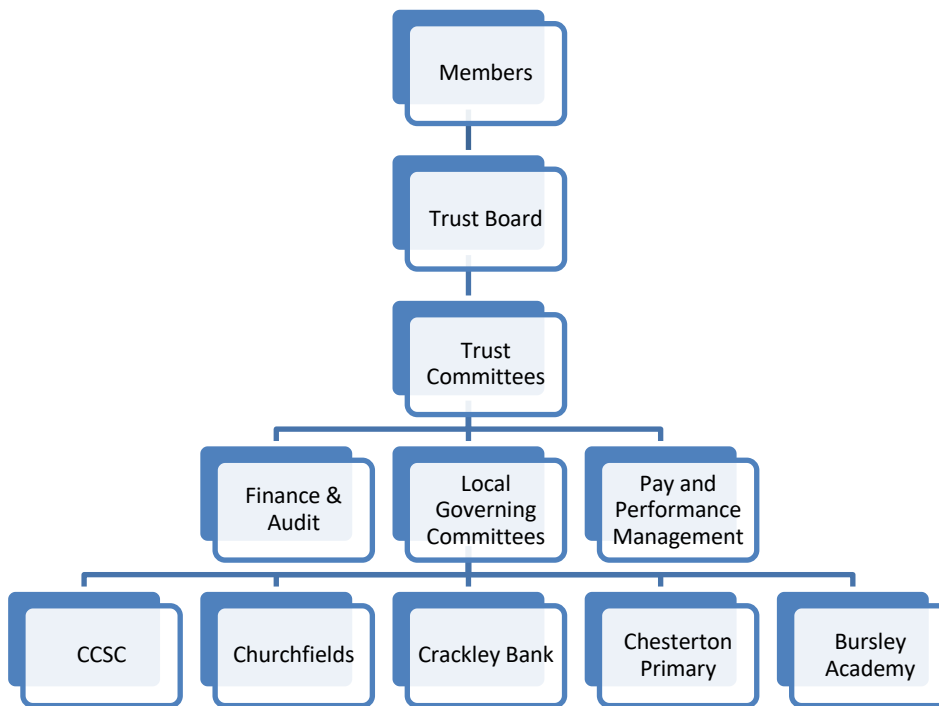 Members
Trust Board
Trust
Committees
Finance &
Audit
Local
Governing
Committees
Pay and
Performance
Management
CCSC
Churchfields
Crackley Bank
Chesterton
Primary
Bursley
Academy